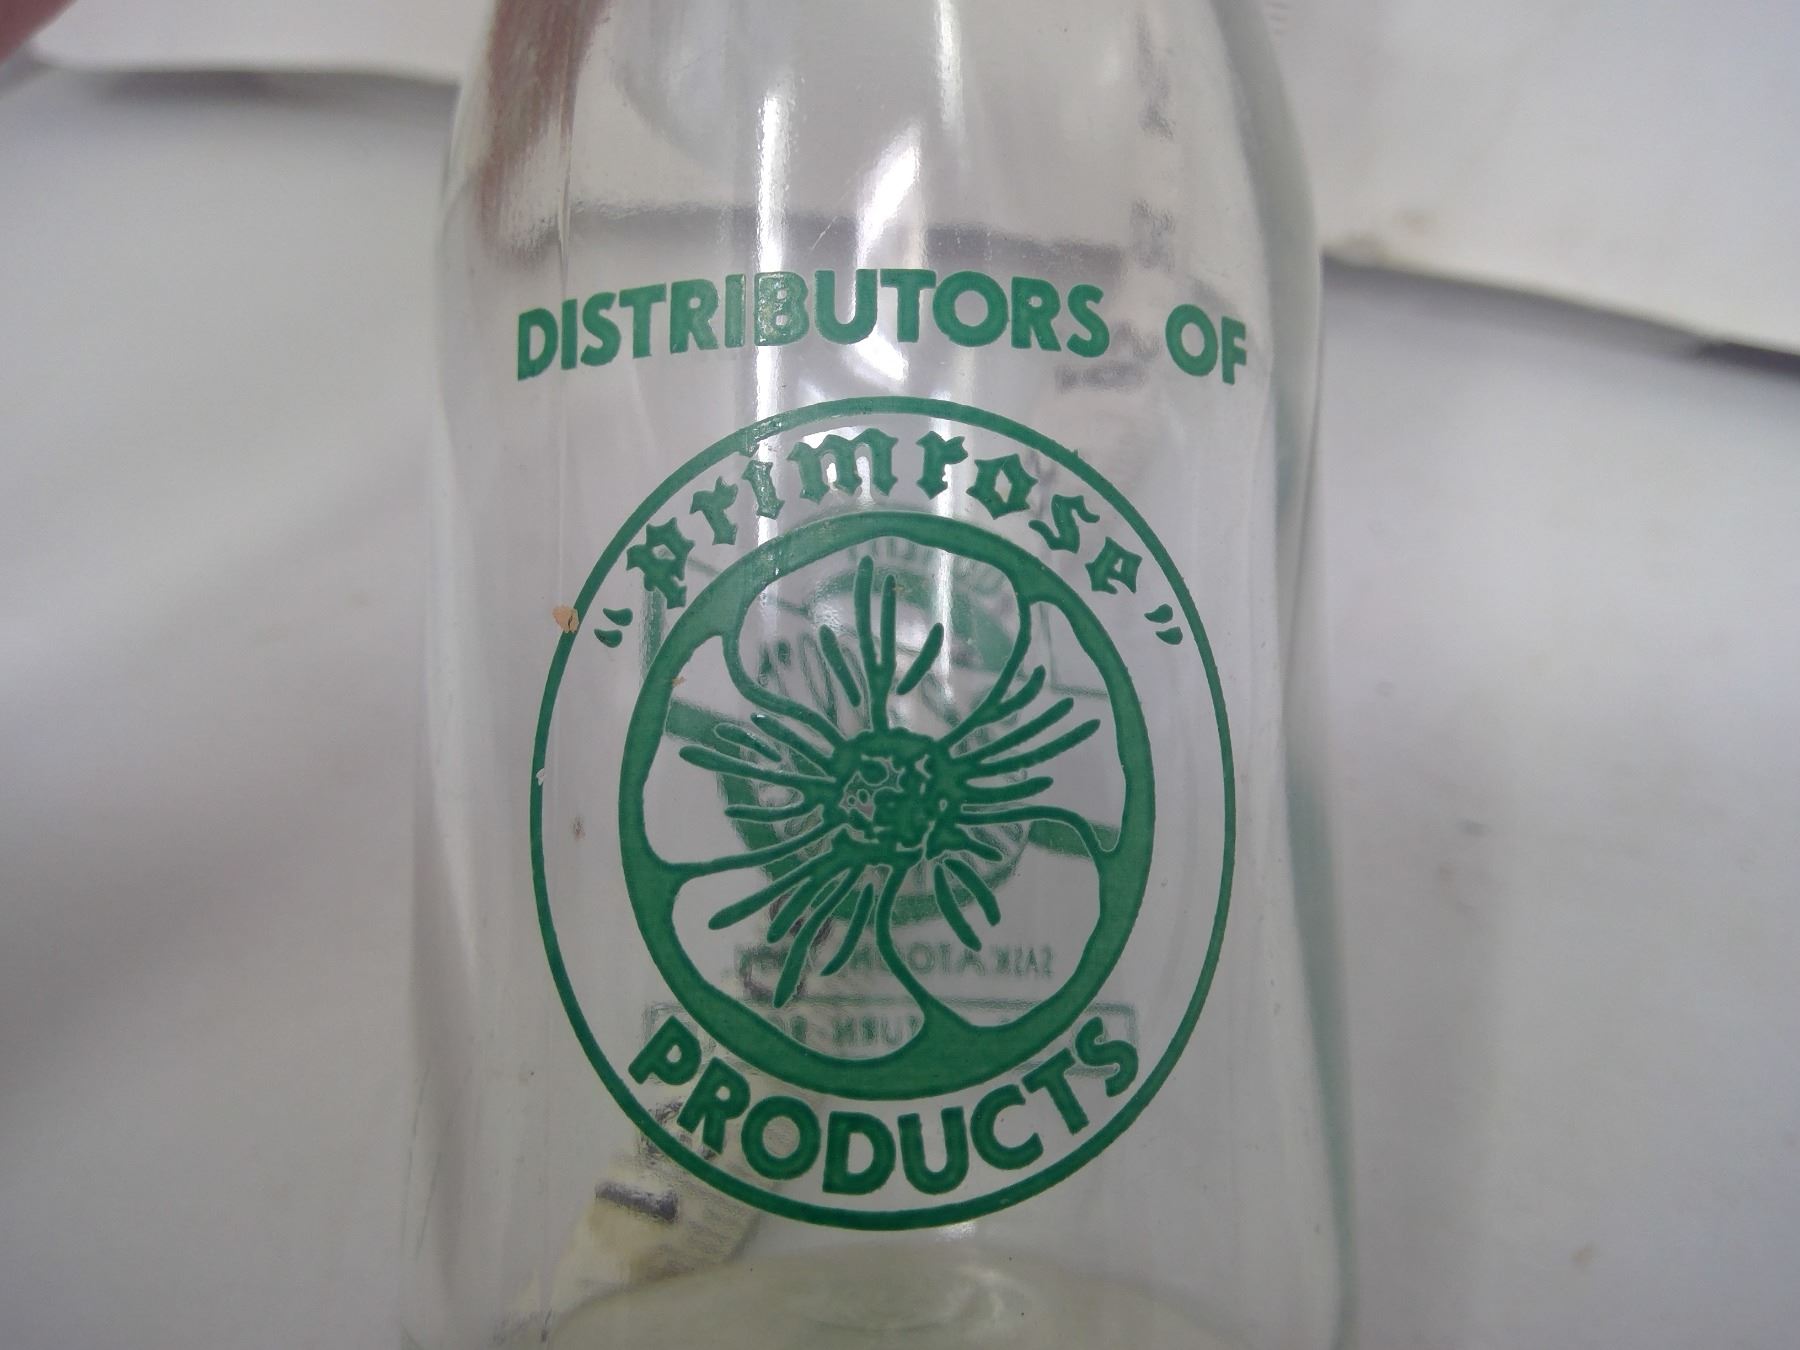 DISTRIBUTORS OF
"primrose"
PRODUCTS